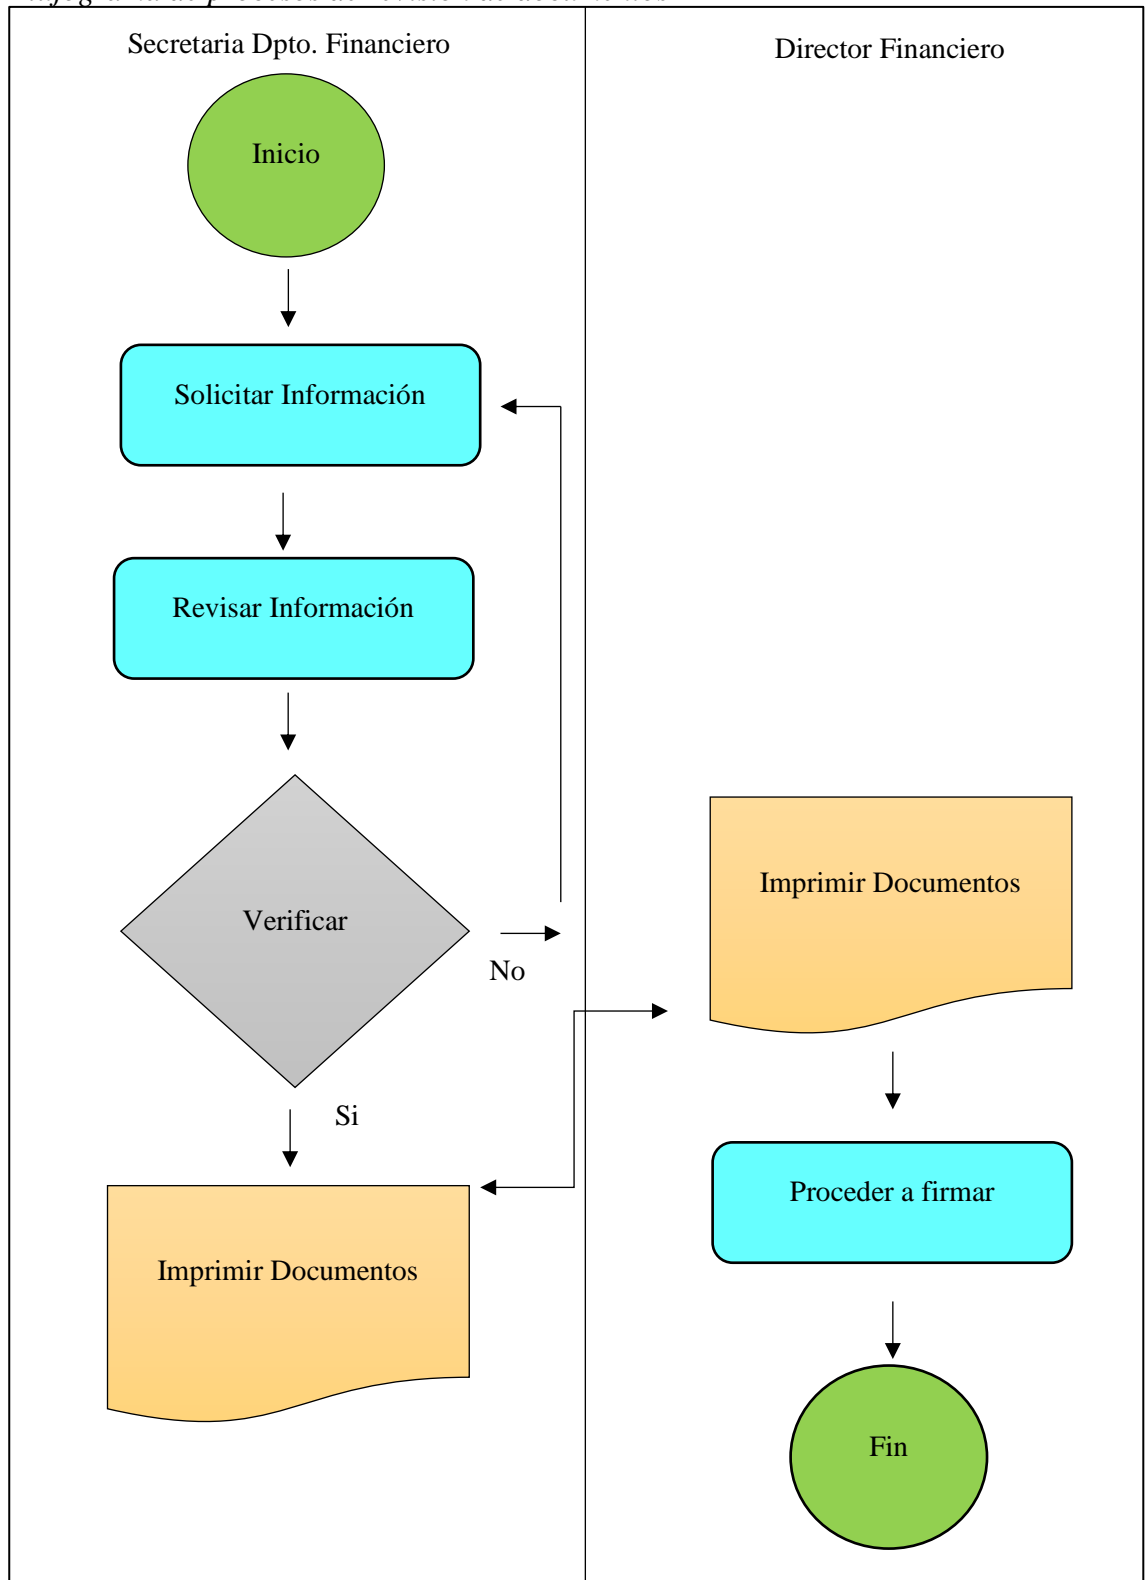 Secretaria Dpto. Financiero
Director Financiero
Inicio
Solicitar Información
Revisar Información
Verificar
No
Si
Imprimir Documentos
Imprimir Documentos
Proceder a firmar
Fin